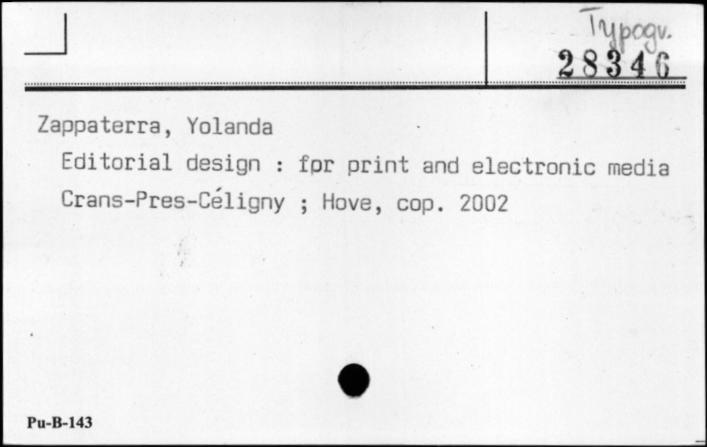 Typogr.
28346
Zappaterra, Yolanda
Editorial design : fpr print and electronic media
Crans-Pres-Céligny ; Hove, cop. 2002
Pu-B-143